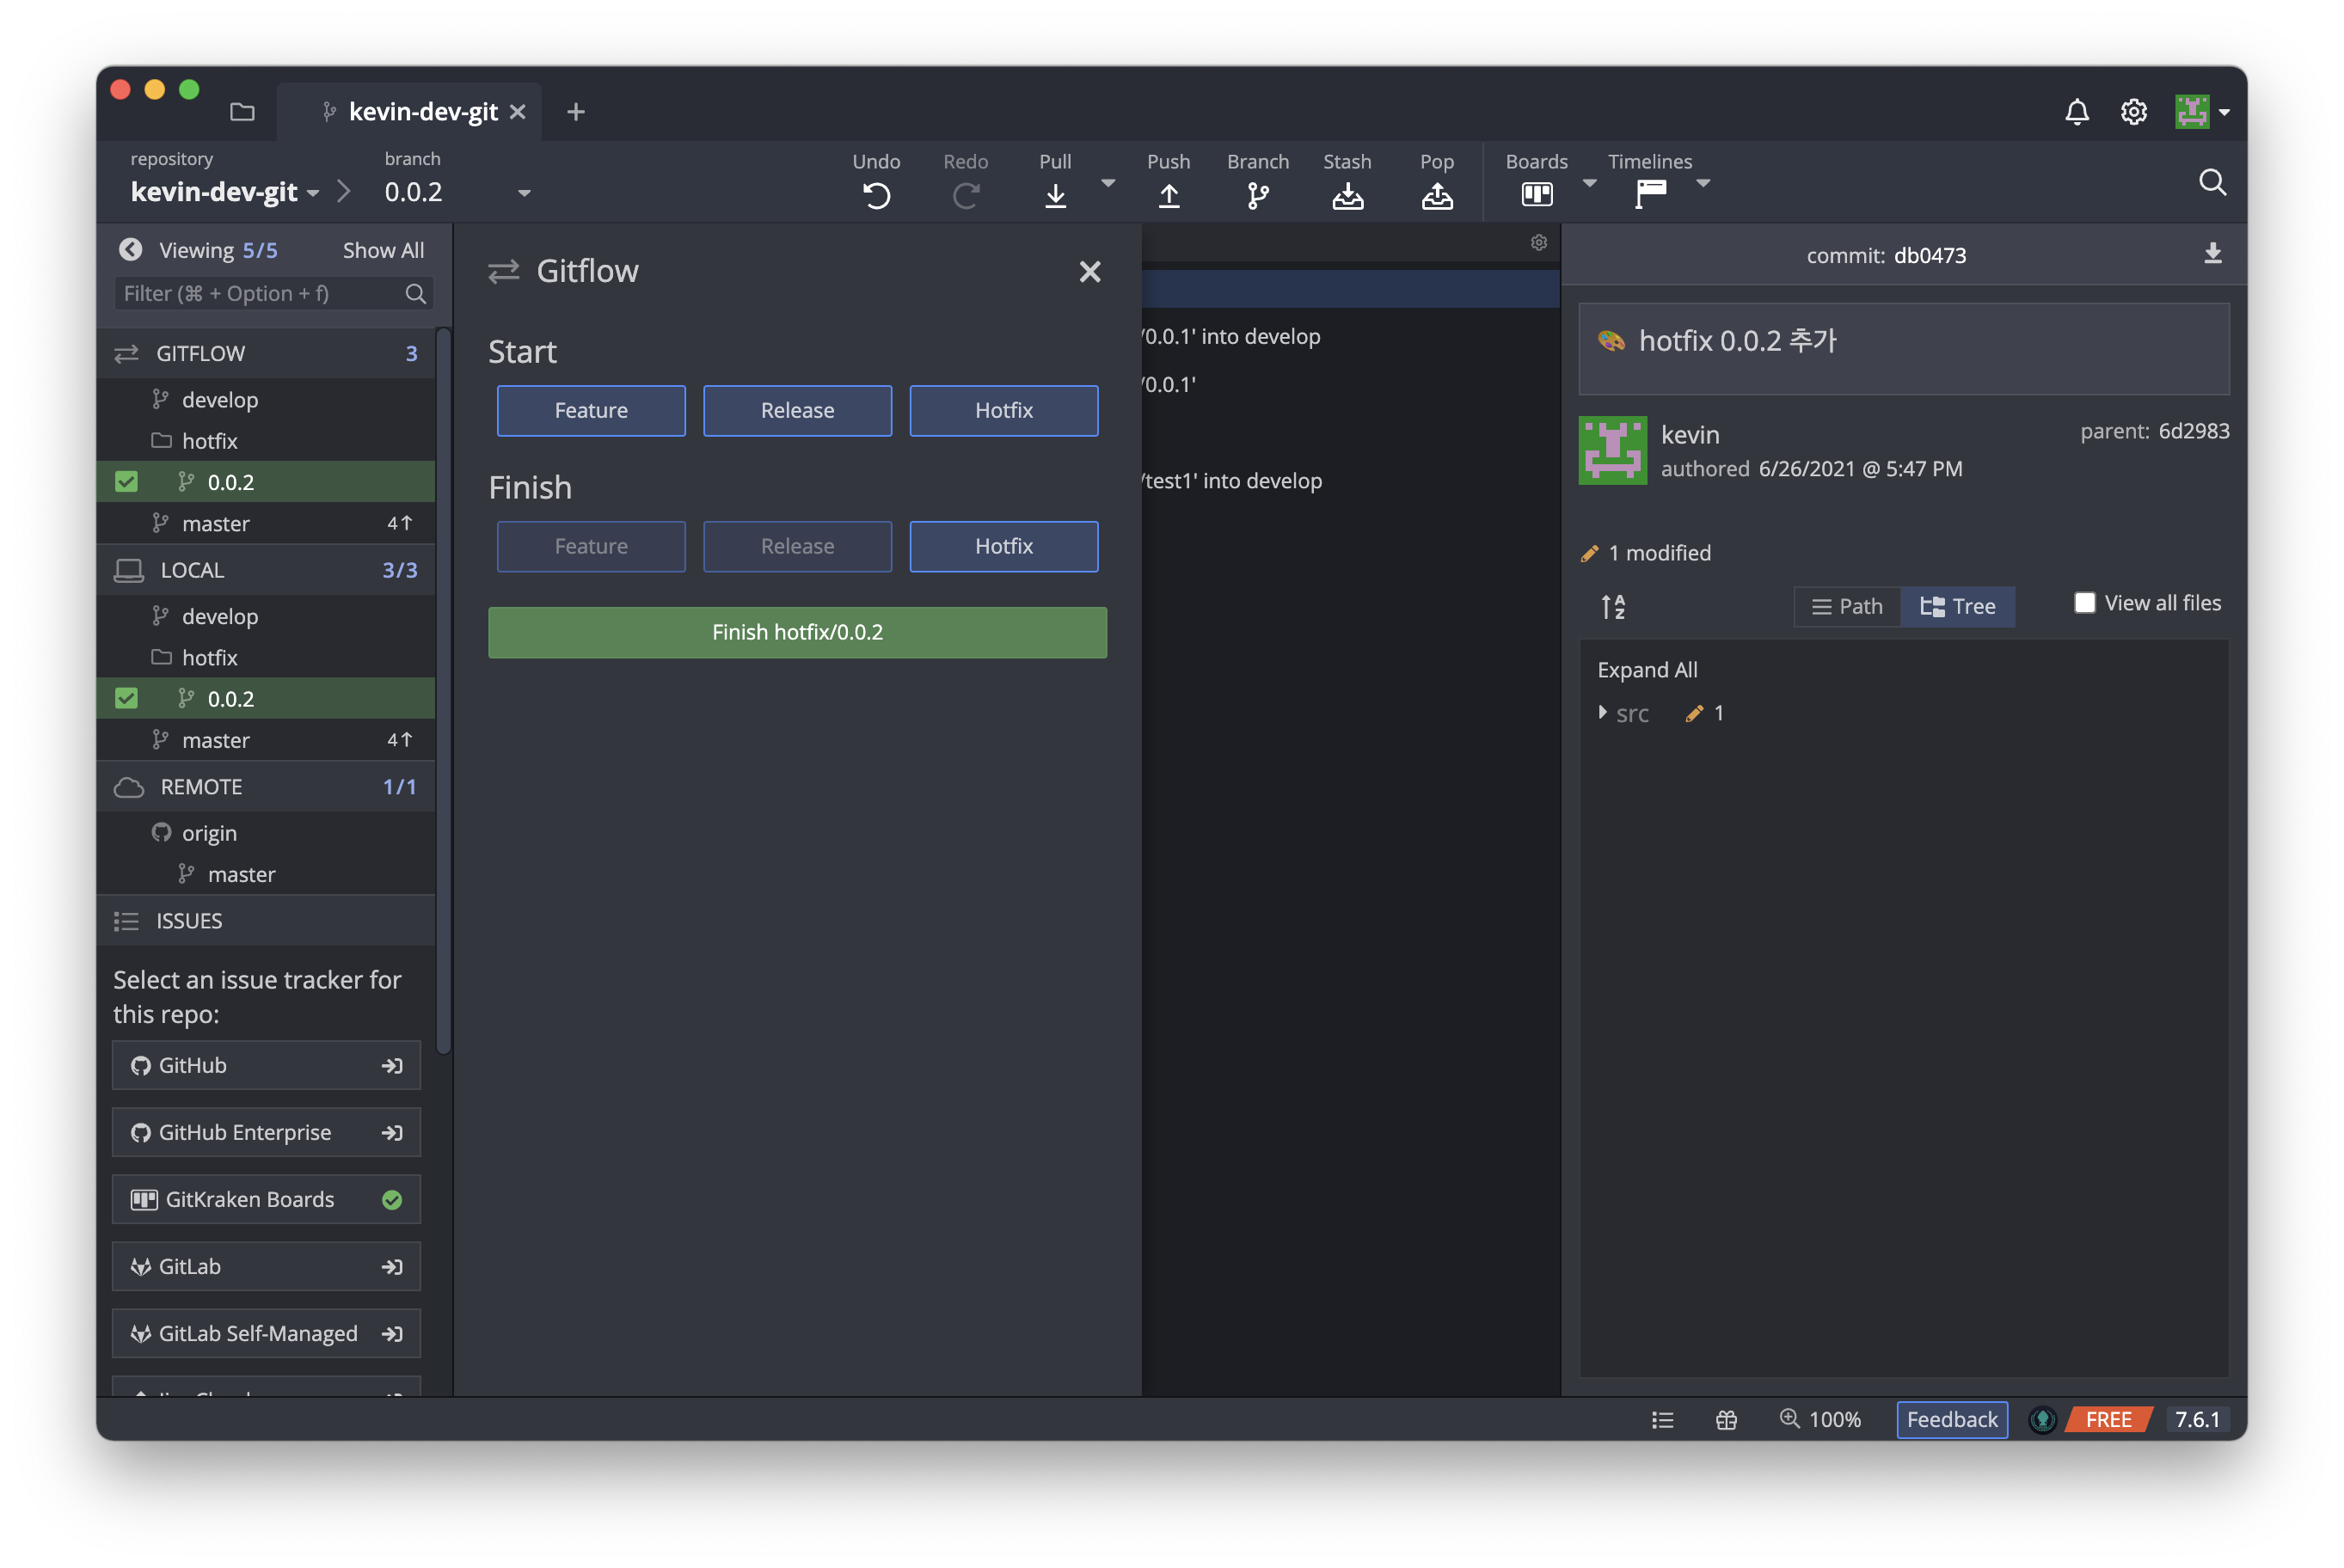 kevin-dev-git
repository
kevin-dev-git
branch
0.0.2
Undo
Redo
Pull
Push
Branch
Stash
Pop
Boards
Timelines
Viewing 5/5
Show All
Filter (⌘ + Option + f)
GITFLOW 3
develop
hotfix
0.0.2
master 4↑
LOCAL 3/3
develop
hotfix
0.0.2
master 4↑
REMOTE 1/1
origin
master
ISSUES
Select an issue tracker for
this repo:
GitHub
GitHub Enterprise
GitKraken Boards
GitLab
GitLab Self-Managed
Gitflow
Start
Feature
Release
Hotfix
Finish
Feature
Release
Hotfix
Finish hotfix/0.0.2
/0.0.1' into develop
/0.0.1'
/test1' into develop
commit: db0473
🎨 hotfix 0.0.2 추가
kevin
authored 6/26/2021 @ 5:47 PM
parent: 6d2983
1 modified
Path
Tree
View all files
Expand All
src 1
100%
Feedback
FREE
7.6.1